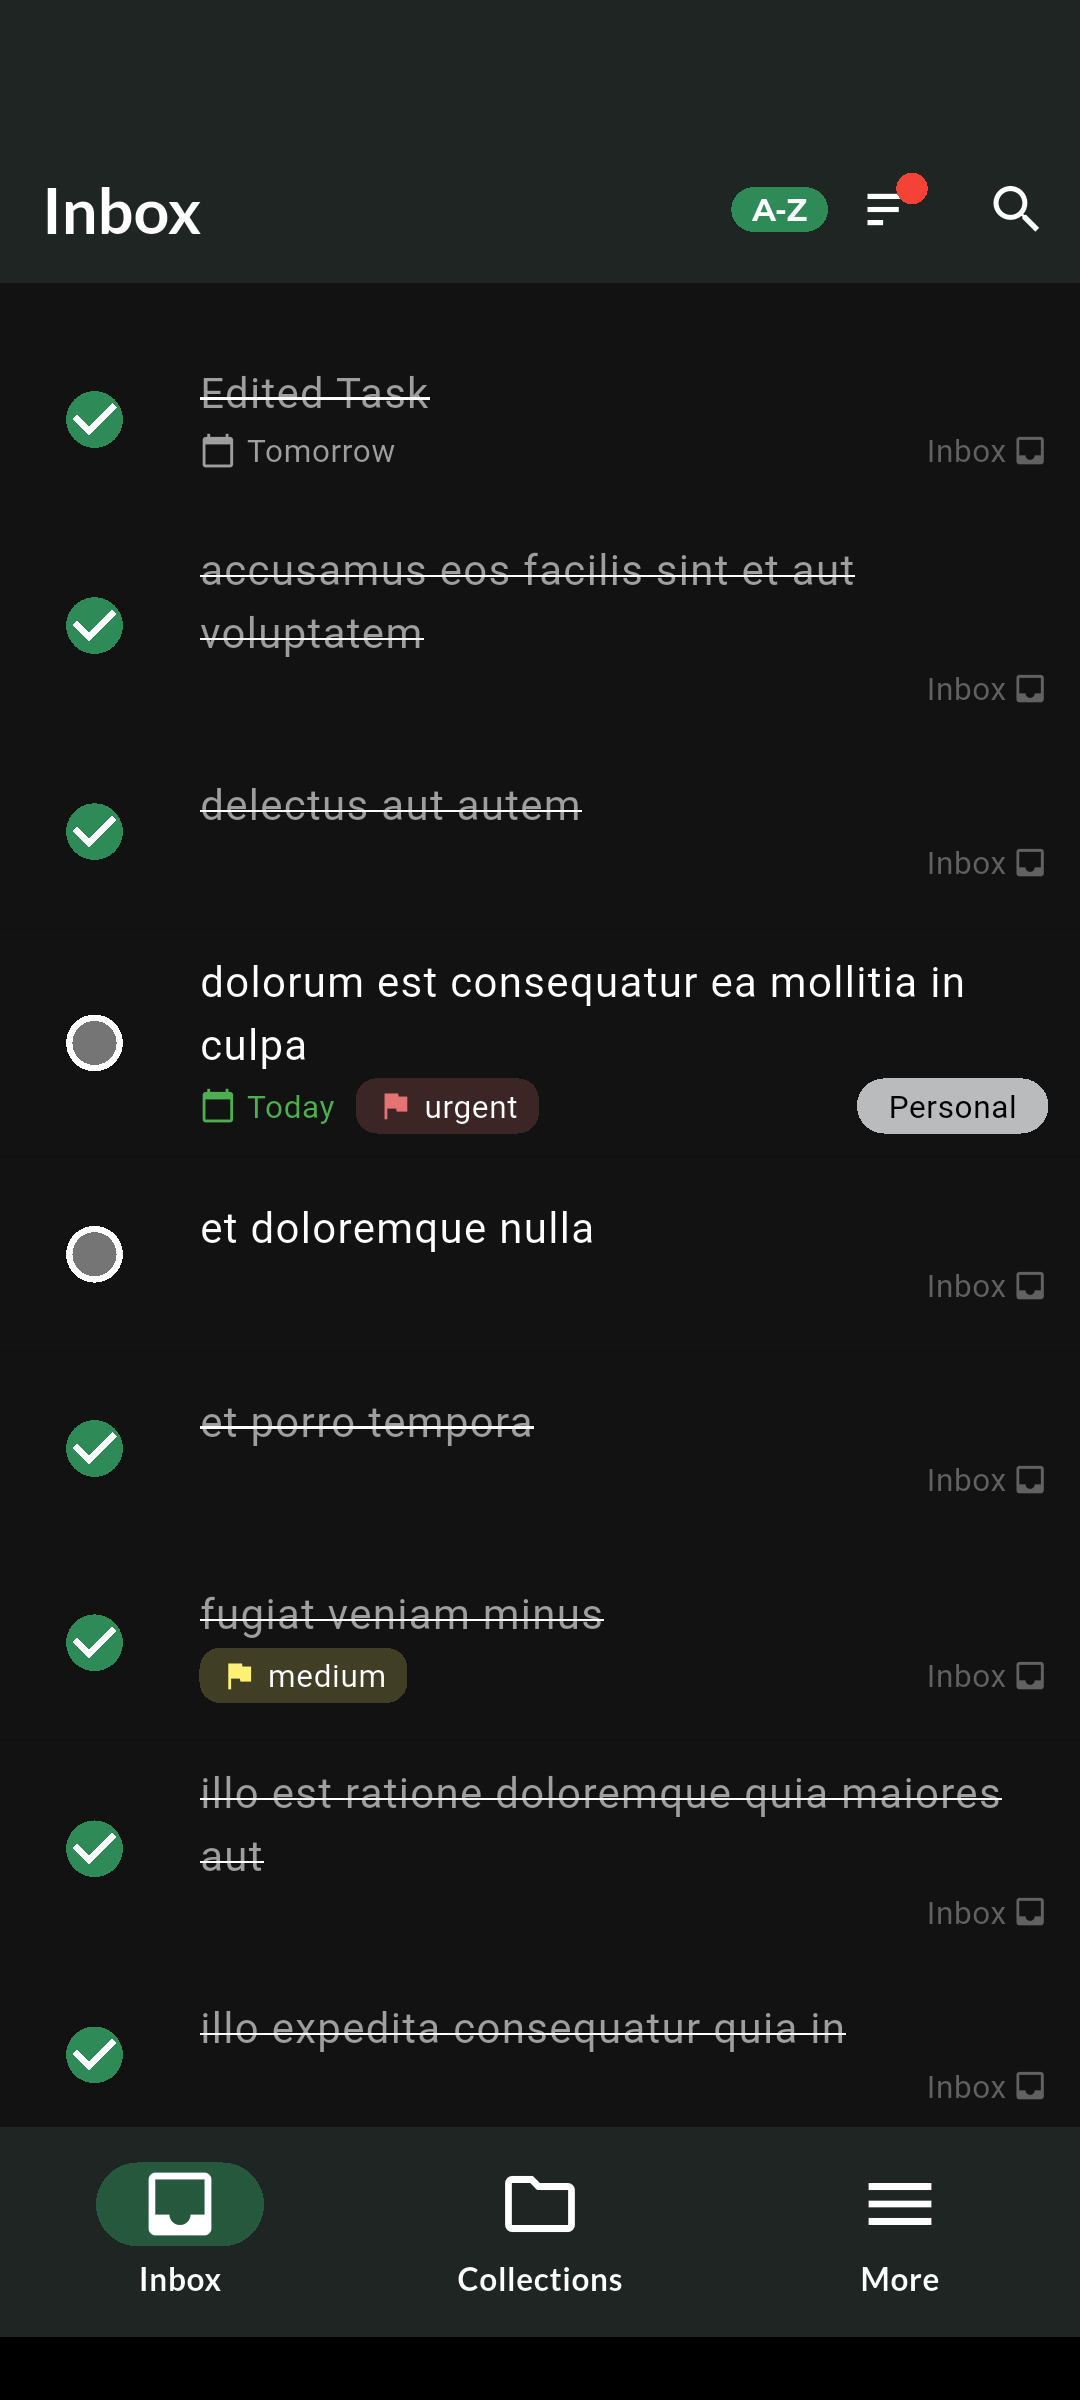 Inbox
A-Z
Edited Task
Tomorrow
Inbox
accusamus eos facilis sint et aut
voluptatem
Inbox
delectus aut autem
Inbox
dolorum est consequatur ea mollitia in
culpa
Today
urgent
Personal
et doloremque nulla
Inbox
et porro tempora
Inbox
fugiat veniam minus
medium
Inbox
illo est ratione doloremque quia maiores
aut
Inbox
illo expedita consequatur quia in
Inbox
Inbox
Collections
More